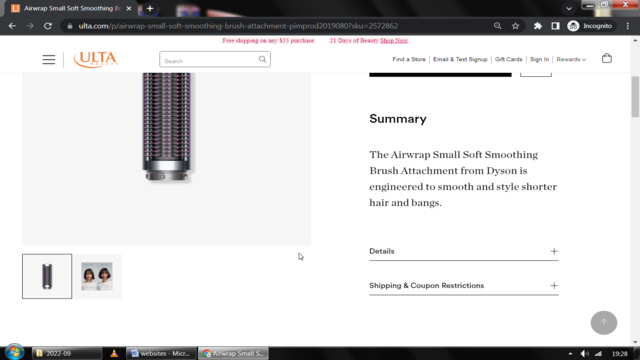 Airwrap Small Soft Smoothing Br
ulta.com/p/airwrap-small-soft-smoothing-brush-attachment-pimprod2019080?sku=2572862
Incognito
Free shipping on any $35 purchase 21 Days of Beauty Shop Now
ULTA
BEAUTY
Search
Find a Store
Email & Text Signup
Gift Cards
Sign In
Rewards
Summary
The Airwrap Small Soft Smoothing
Brush Attachment from Dyson is
engineered to smooth and style shorter
hair and bangs.
Details
Shipping & Coupon Restrictions
2022-09
websites - Micr...
Airwrap Small S...
19:28